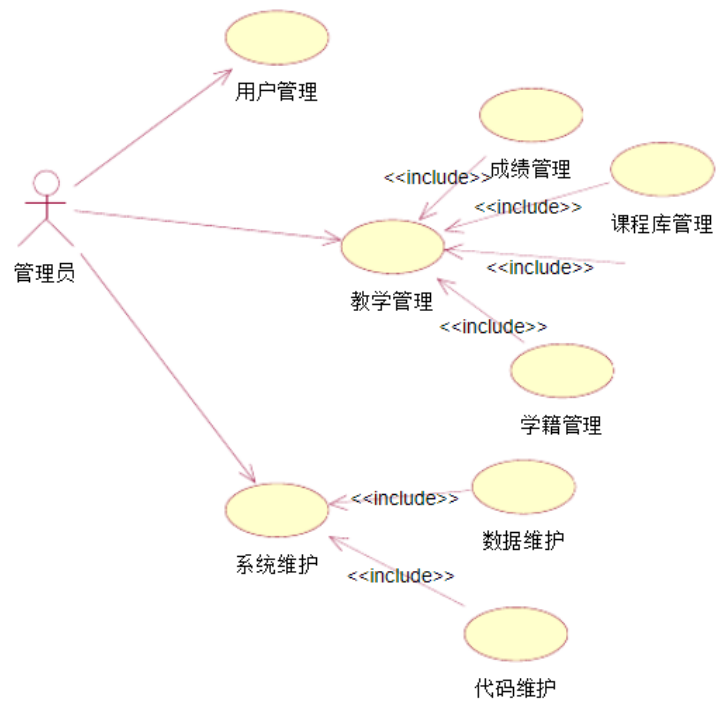 用户管理
<<include>>
成绩管理
<<include>>
课程库管理
管理员
<<include>>
教学管理
<<include>>
学籍管理
<<include>>
数据维护
系统维护
<<include>>
代码维护